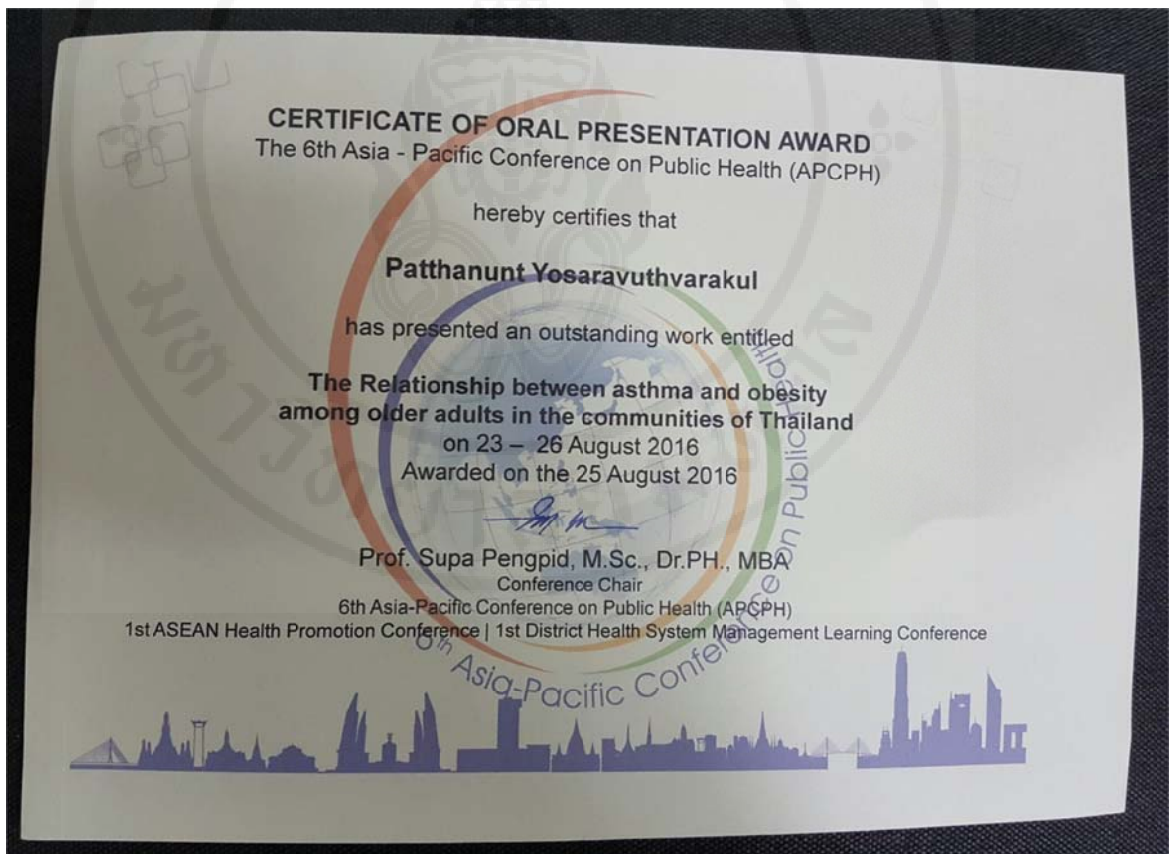 CERTIFICATE OF ORAL PRESENTATION AWARD
The 6th Asia - Pacific Conference on Public Health (APCPH)
hereby certifies that
Patthanunt Yosaravuthvarakul
has presented an outstanding work entitled
The Relationship between asthma and obesity
among older adults in the communities of Thailand
on 23 – 26 August 2016
Awarded on the 25 August 2016
Prof. Supa Pengpid, M.Sc., Dr.PH., MBA
Conference Chair
6th Asia-Pacific Conference on Public Health (APCPH)
1st ASEAN Health Promotion Conference | 1st District Health System Management Learning Conference
6th Asia-Pacific Conference on Public Health